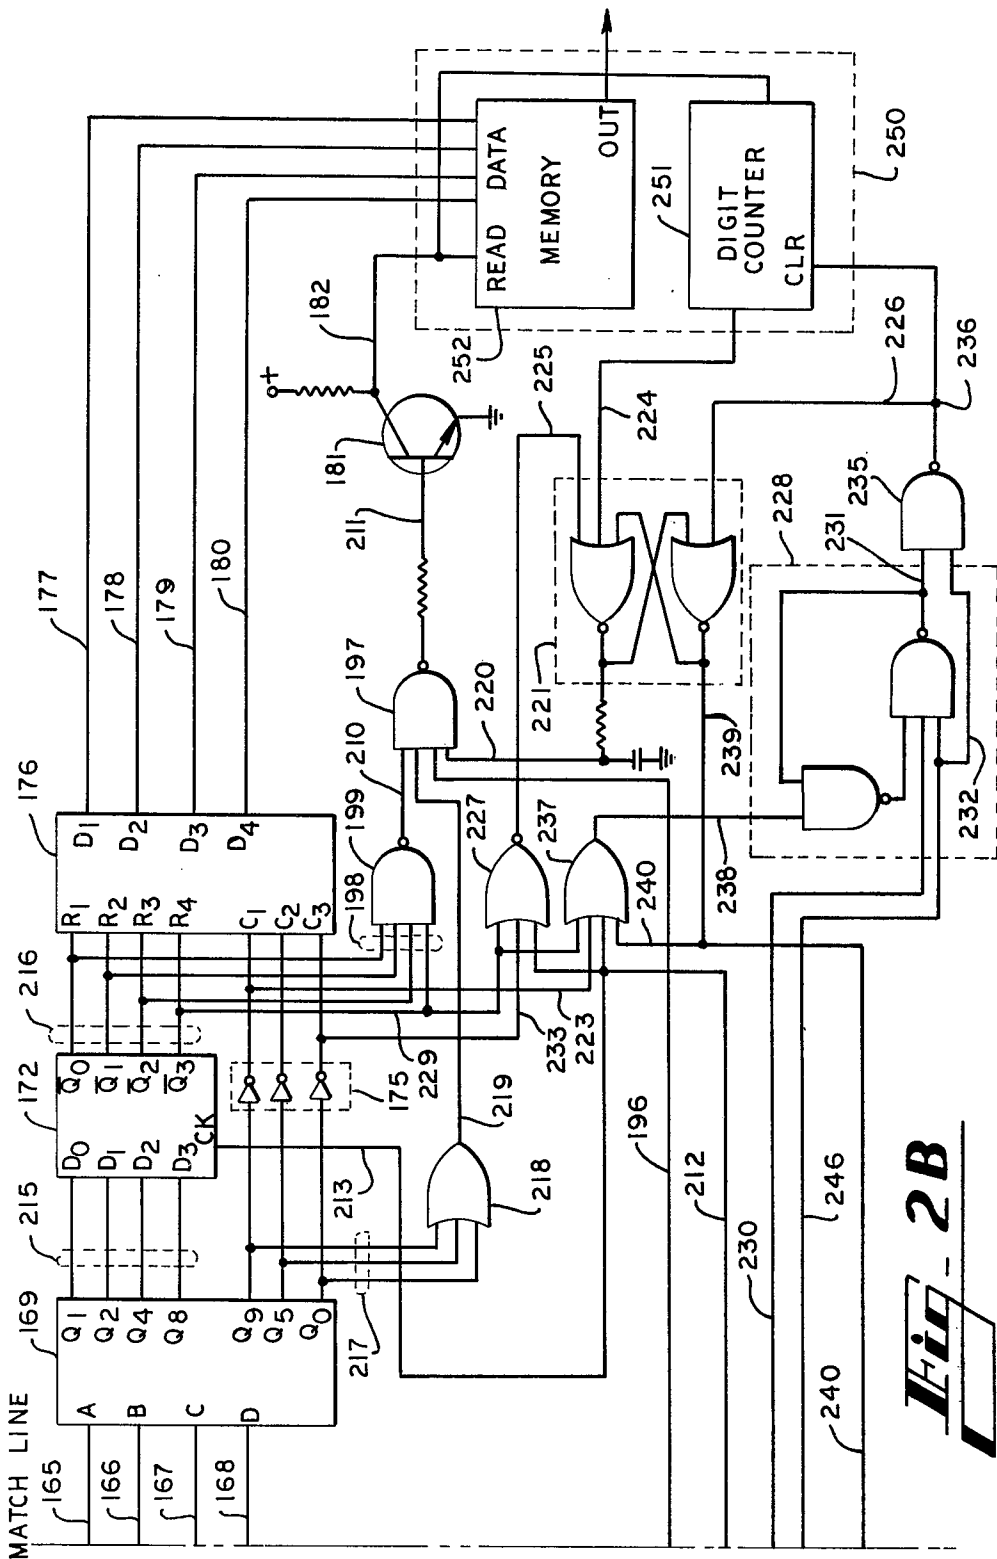 MATCH LINE
165
166
167
168
169
A
B
C
D
Q1
Q2
Q4
Q8
Q9
Q5
Q0
215
217
172
D0
D1
D2
D3
CK
Q̅0
Q̅1
Q̅2
Q̅3
216
213
175
229
218
219
176
R1
R2
R3
R4
C1
C2
C3
D1
D2
D3
D4
177
178
179
180
198
199
210
197
211
181
+
182
220
196
212
233
223
227
237
240
238
239
221
225
224
226
230
246
240
232
231
228
235
236
252
READ
DATA
MEMORY
OUT
251
DIGIT
COUNTER
CLR
250
Fig-2B